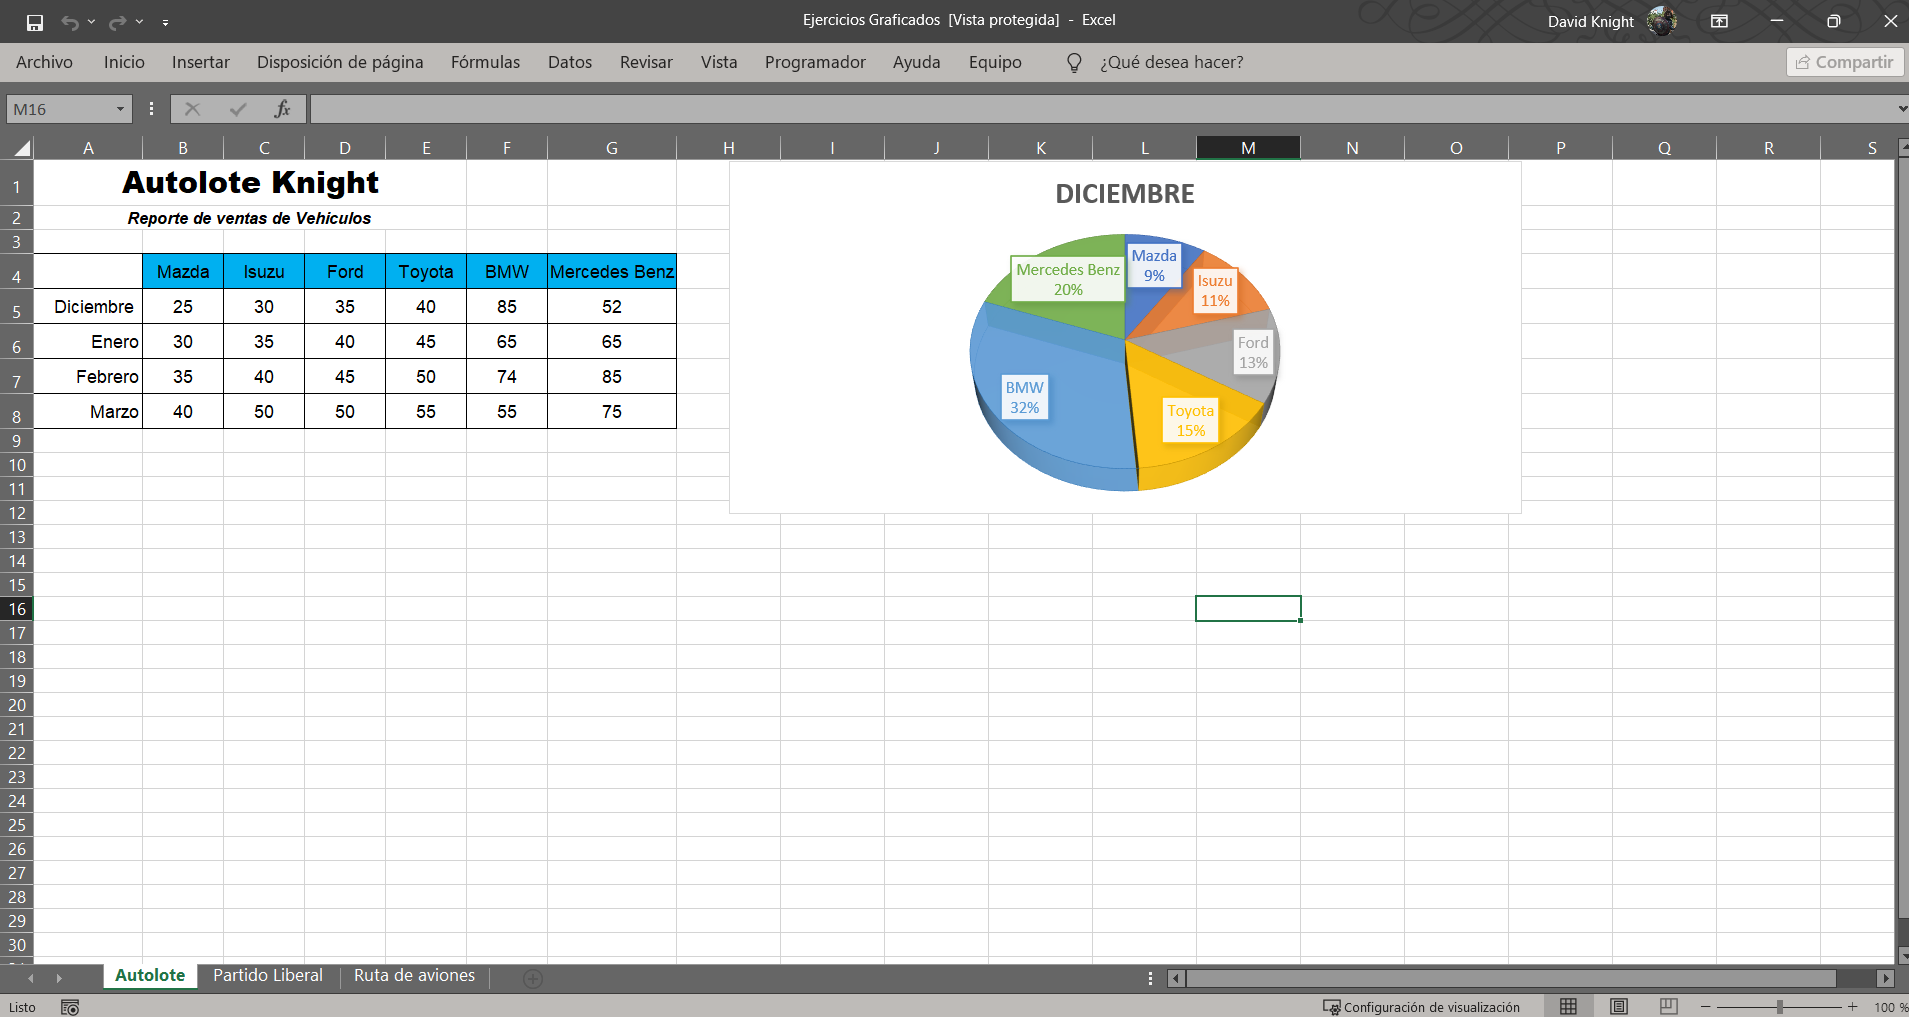 Ejercicios Graficados [Vista protegida] - Excel
David Knight
Archivo Inicio Insertar Disposición de página Fórmulas Datos Revisar Vista Programador Ayuda Equipo ¿Qué desea hacer? Compartir
M16 fx
A B C D E F G H I J K L M N O P Q R S
1 Autolote Knight
2 Reporte de ventas de Vehículos
3
4 Mazda Isuzu Ford Toyota BMW Mercedes Benz
5 Diciembre 25 30 35 40 85 52
6 Enero 30 35 40 45 65 65
7 Febrero 35 40 45 50 74 85
8 Marzo 40 50 50 55 55 75
9
10
11
12
13
14
15
16
17
18
19
20
21
22
23
24
25
26
27
28
29
30
DICIEMBRE
Mazda
9%
Isuzu
11%
Ford
13%
Toyota
15%
BMW
32%
Mercedes Benz
20%
Autolote Partido Liberal Ruta de aviones
Listo Configuración de visualización 100 %